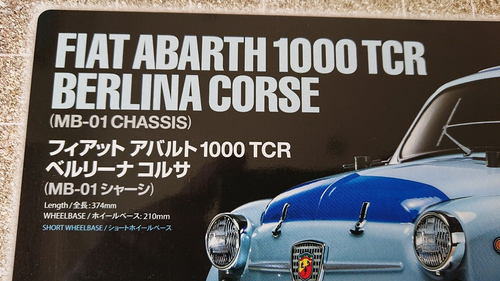 FIAT ABARTH 1000 TCR
BERLINA CORSE
(MB-01 CHASSIS)
フィアット アバルト 1000 TCR
ベルリーナ コルサ
(MB-01 シャーシ)
Length / 全長 : 374mm
WHEELBASE / ホイールベース : 210mm
SHORT WHEELBASE / ショートホイールベース